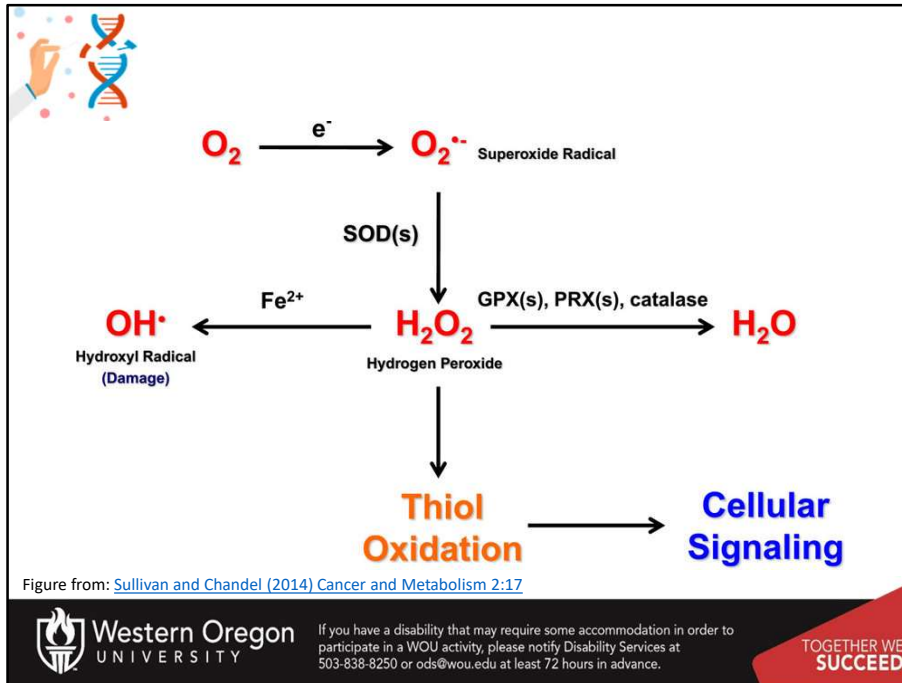 e⁻
O₂
O₂•⁻ Superoxide Radical
SOD(s)
Fe²⁺
GPX(s), PRX(s), catalase
OH•
H₂O₂
H₂O
Hydroxyl Radical
(Damage)
Hydrogen Peroxide
Thiol
Oxidation
Cellular
Signaling
Figure from: Sullivan and Chandel (2014) Cancer and Metabolism 2:17
Western Oregon
UNIVERSITY
If you have a disability that may require some accommodation in order to
participate in a WOU activity, please notify Disability Services at
503-838-8250 or ods@wou.edu at least 72 hours in advance.
TOGETHER WE
SUCCEED